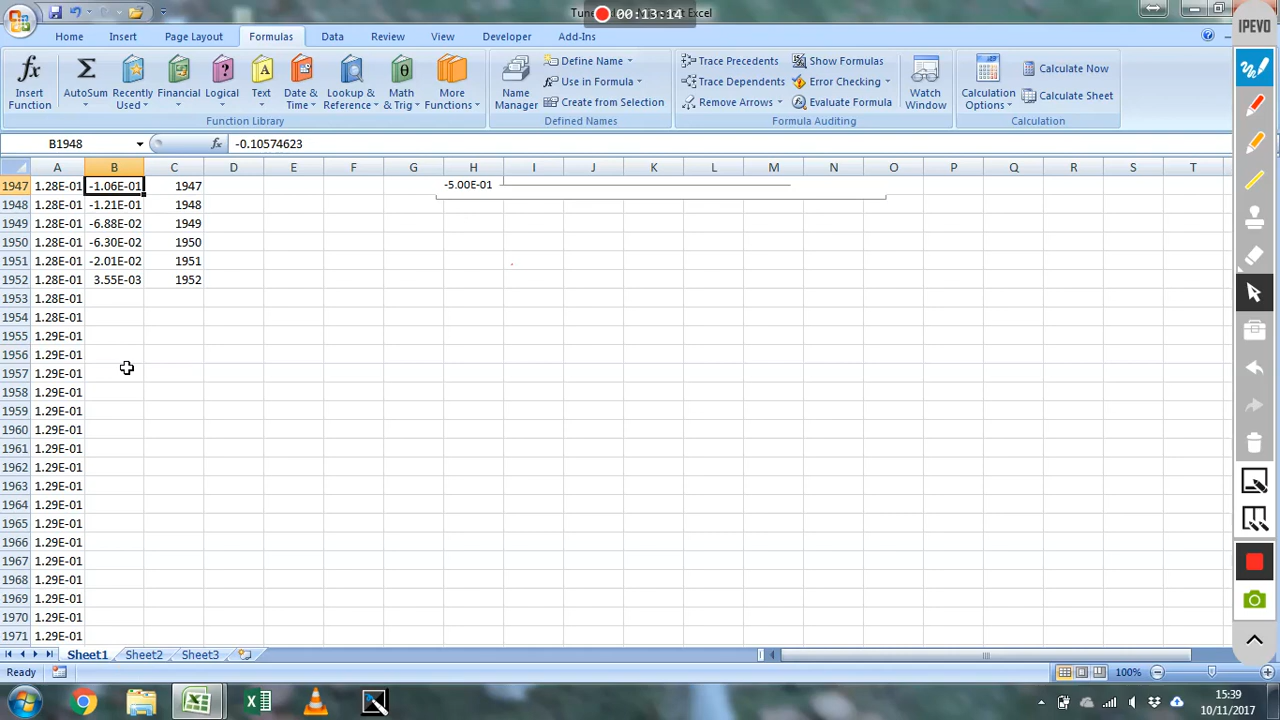 00:13:14
Tune
Excel
IPEVO
Home Insert Page Layout Formulas Data Review View Developer Add-Ins
Insert Function
AutoSum
Recently Used
Financial
Logical
Text
Date & Time
Lookup & Reference
Math & Trig
More Functions
Function Library
Name Manager
Define Name
Use in Formula
Create from Selection
Defined Names
Trace Precedents
Trace Dependents
Remove Arrows
Show Formulas
Error Checking
Evaluate Formula
Formula Auditing
Watch Window
Calculation Options
Calculate Now
Calculate Sheet
Calculation
B1948 fx -0.10574623
A B C D E F G H I J K L M N O P Q R S T
1947 1.28E-01 -1.06E-01 1947 -5.00E-01
1948 1.28E-01 -1.21E-01 1948
1949 1.28E-01 -6.88E-02 1949
1950 1.28E-01 -6.30E-02 1950
1951 1.28E-01 -2.01E-02 1951
1952 1.28E-01 3.55E-03 1952
1953 1.28E-01
1954 1.28E-01
1955 1.29E-01
1956 1.29E-01
1957 1.29E-01
1958 1.29E-01
1959 1.29E-01
1960 1.29E-01
1961 1.29E-01
1962 1.29E-01
1963 1.29E-01
1964 1.29E-01
1965 1.29E-01
1966 1.29E-01
1967 1.29E-01
1968 1.29E-01
1969 1.29E-01
1970 1.29E-01
1971 1.29E-01
Sheet1 Sheet2 Sheet3
Ready 100%
15:39
10/11/2017